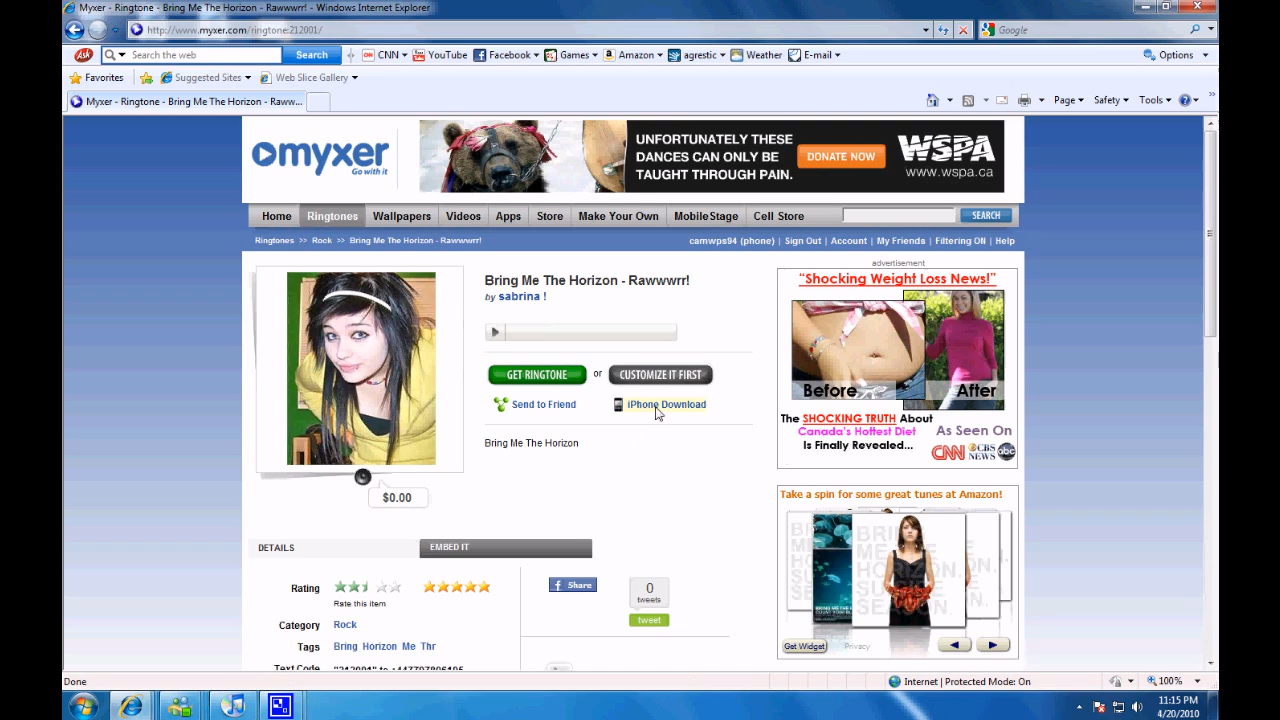 Myxer - Ringtone - Bring Me The Horizon - Rawwwrr! - Windows Internet Explorer
http://www.myxer.com/ringtone:212001/
Google
Ask
Search the web
Search
CNN
YouTube
Facebook
Games
Amazon
agrestic
Weather
E-mail
Options
Favorites
Suggested Sites
Web Slice Gallery
Myxer - Ringtone - Bring Me The Horizon - Raww...
Page
Safety
Tools
myxer
Go with it
UNFORTUNATELY THESE
DANCES CAN ONLY BE
TAUGHT THROUGH PAIN.
DONATE NOW
WSPA
www.wspa.ca
Home
Ringtones
Wallpapers
Videos
Apps
Store
Make Your Own
MobileStage
Cell Store
SEARCH
Ringtones >> Rock >> Bring Me The Horizon - Rawwwrr!
camwps94 (phone) | Sign Out | Account | My Friends | Filtering ON | Help
Bring Me The Horizon - Rawwwrr!
by sabrina !
GET RINGTONE
or
CUSTOMIZE IT FIRST
Send to Friend
iPhone Download
Bring Me The Horizon
$0.00
advertisement
“Shocking Weight Loss News!”
Before
After
The SHOCKING TRUTH About
Canada's Hottest Diet
Is Finally Revealed...
As Seen On
CNN
CBS
NEWS
abc
Take a spin for some great tunes at Amazon!
BRING
ME
THE
HORIZON.
SEASON.
Get Widget
Privacy
DETAILS
EMBED IT
Rating
Rate this item
Category
Rock
Tags
Bring Horizon Me Thr
Text Code
Share
0
tweets
tweet
Done
Internet | Protected Mode: On
100%
11:15 PM
4/20/2010